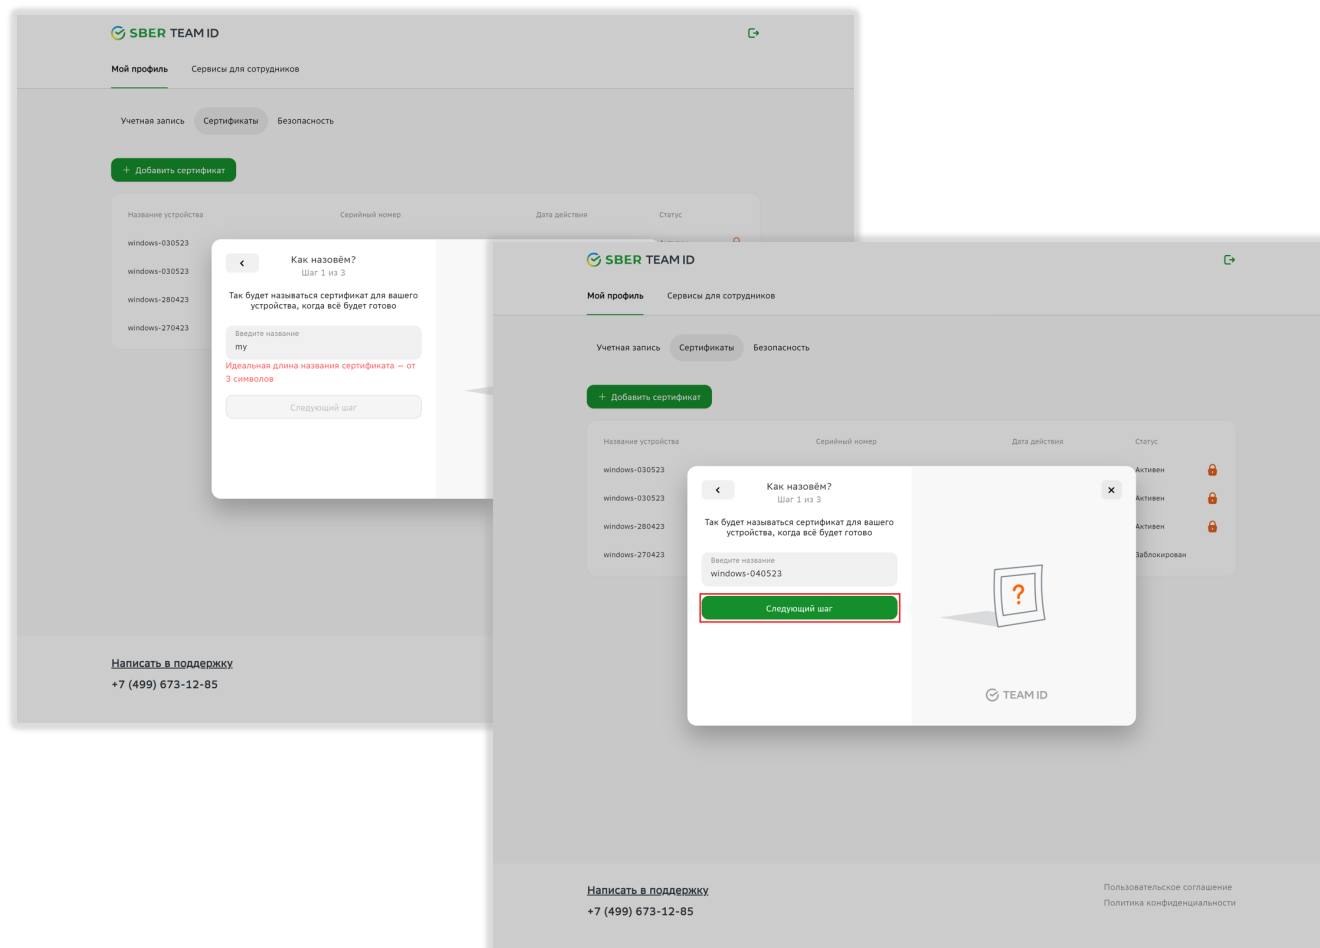 SBER TEAM ID
Мой профиль Сервисы для сотрудников
Учетная запись Сертификаты Безопасность
+ Добавить сертификат
Название устройства Серийный номер Дата действия Статус
windows-030523
windows-030523
windows-280423
windows-270423
Как назовём?
Шаг 1 из 3
Так будет называться сертификат для вашего
устройства, когда всё будет готово
Введите название
my
Идеальная длина названия сертификата — от
3 символов
Следующий шаг
Написать в поддержку
+7 (499) 673-12-85
SBER TEAM ID
Мой профиль Сервисы для сотрудников
Учетная запись Сертификаты Безопасность
+ Добавить сертификат
Название устройства Серийный номер Дата действия Статус
windows-030523 Активен
windows-030523 Активен
windows-280423 Активен
windows-270423 Заблокирован
Как назовём?
Шаг 1 из 3
Так будет называться сертификат для вашего
устройства, когда всё будет готово
Введите название
windows-040523
Следующий шаг
?
TEAM ID
Написать в поддержку
+7 (499) 673-12-85
Пользовательское соглашение
Политика конфиденциальности